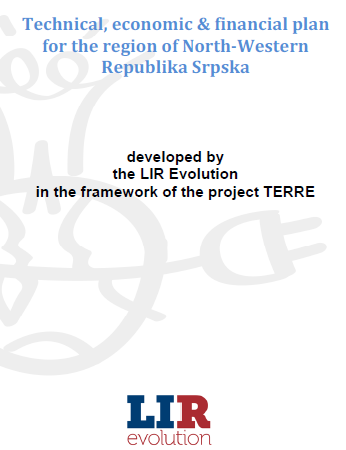 Technical, economic & financial plan
for the region of North-Western
Republika Srpska
developed by
the LIR Evolution
in the framework of the project TERRE
LIR
evolution